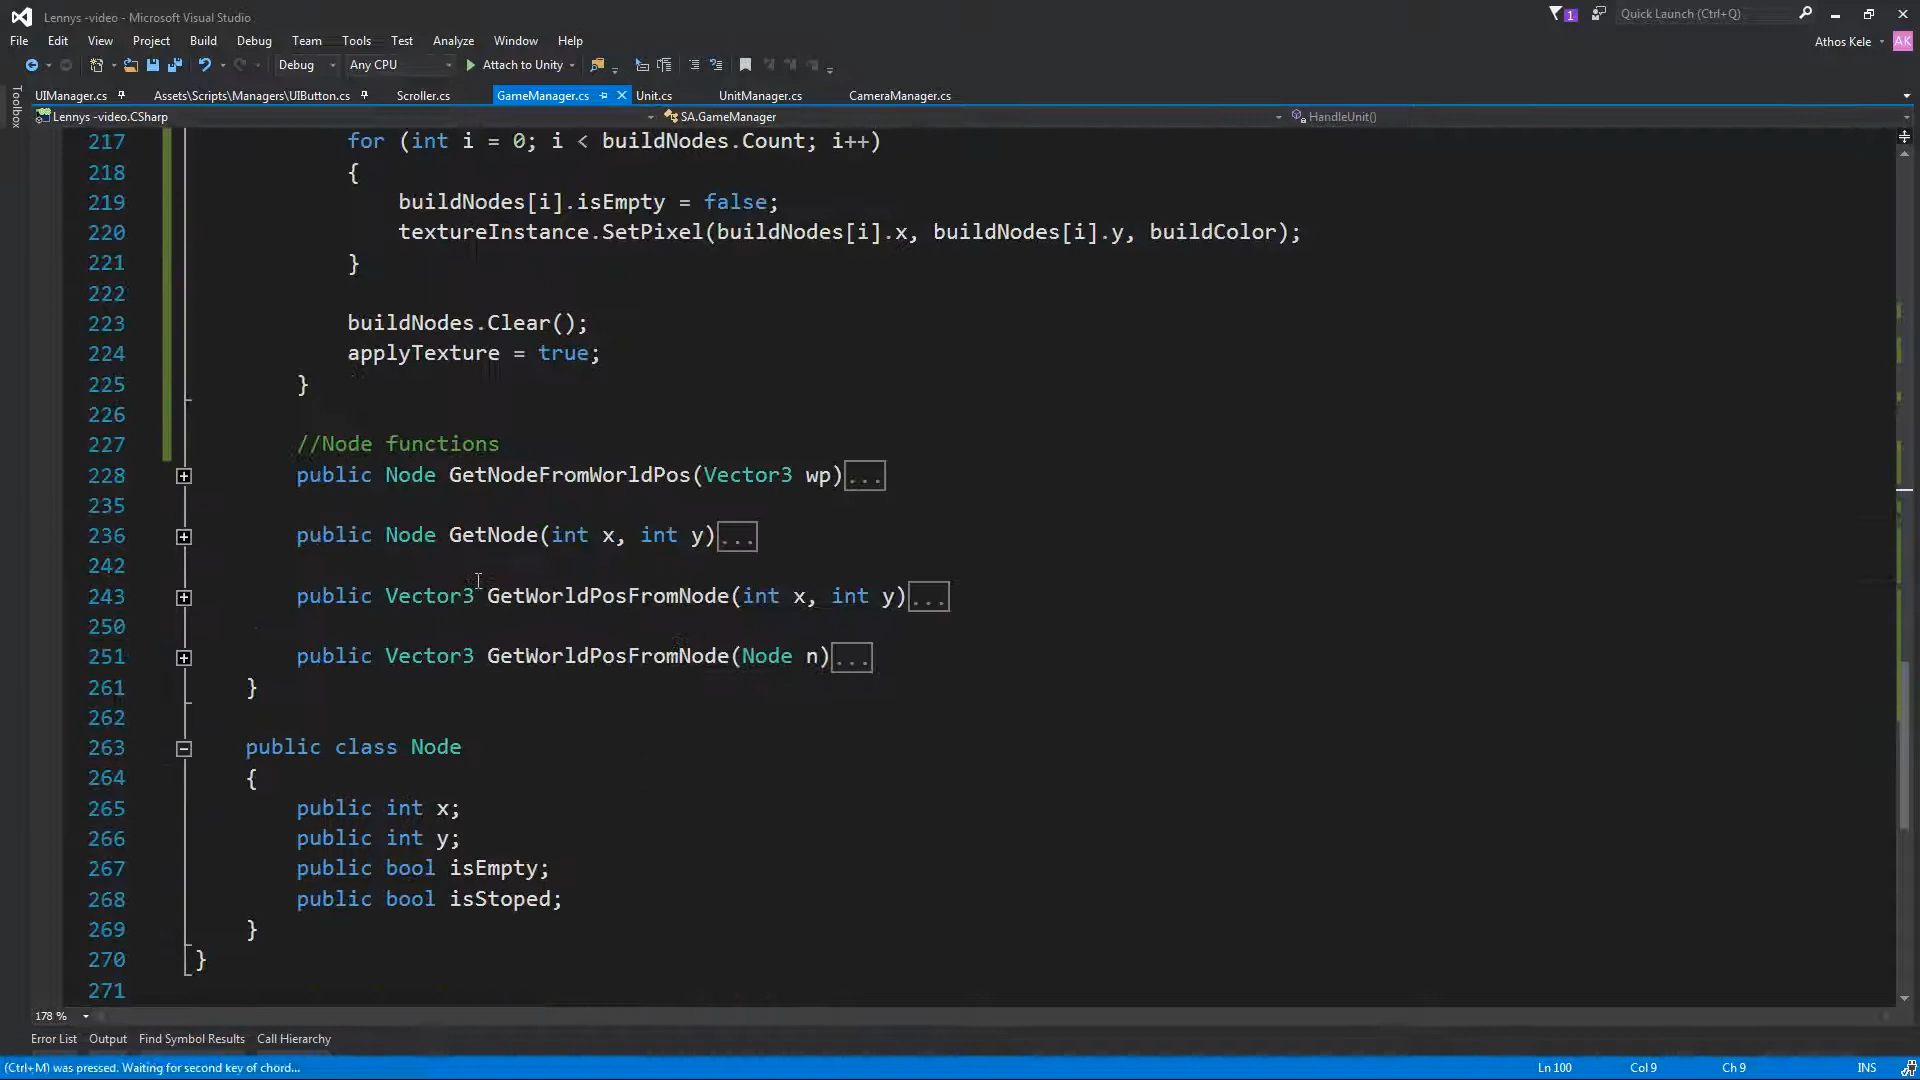 Lennys -video - Microsoft Visual Studio
1
Quick Launch (Ctrl+Q)
File Edit View Project Build Debug Team Tools Test Analyze Window Help
Athos Kele AK
Debug Any CPU Attach to Unity
Toolbox
UIManager.cs Assets\Scripts\Managers\UIButton.cs Scroller.cs GameManager.cs Unit.cs UnitManager.cs CameraManager.cs
Lennys -video.CSharp SA.GameManager HandleUnit()
217 for (int i = 0; i < buildNodes.Count; i++)
218 {
219 buildNodes[i].isEmpty = false;
220 textureInstance.SetPixel(buildNodes[i].x, buildNodes[i].y, buildColor);
221 }
222
223 buildNodes.Clear();
224 applyTexture = true;
225 }
226
227 //Node functions
228 public Node GetNodeFromWorldPos(Vector3 wp)...
235
236 public Node GetNode(int x, int y)...
242
243 public Vector3 GetWorldPosFromNode(int x, int y)...
250
251 public Vector3 GetWorldPosFromNode(Node n)...
261 }
262
263 public class Node
264 {
265 public int x;
266 public int y;
267 public bool isEmpty;
268 public bool isStoped;
269 }
270 }
271
178 %
Error List Output Find Symbol Results Call Hierarchy
(Ctrl+M) was pressed. Waiting for second key of chord... Ln 100 Col 9 Ch 9 INS